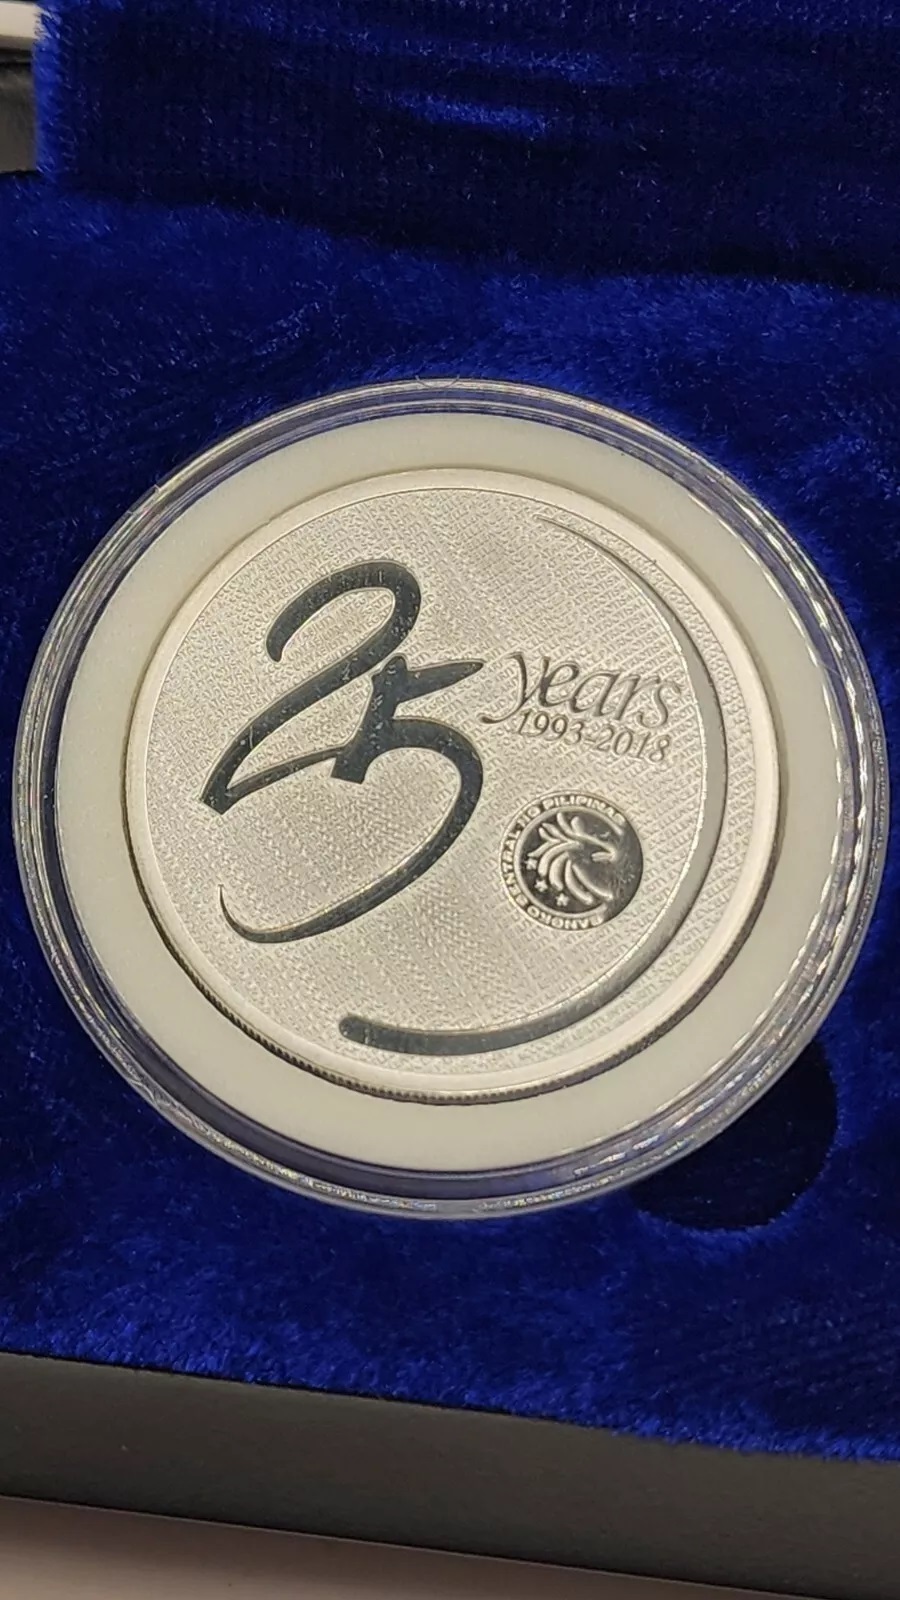 25
years
1993-2018
BANGKO SENTRAL NG PILIPINAS